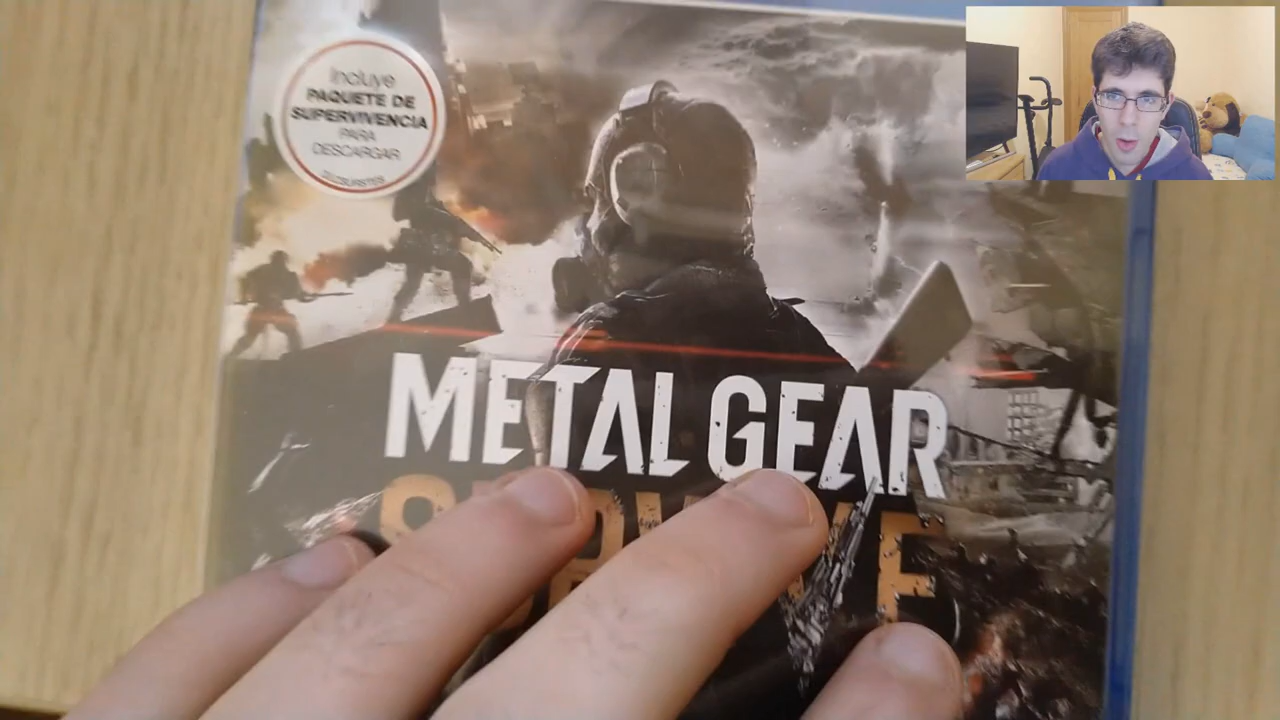 Incluye
PAQUETE DE
SUPERVIVENCIA
PARA
DESCARGAR
METAL GEAR